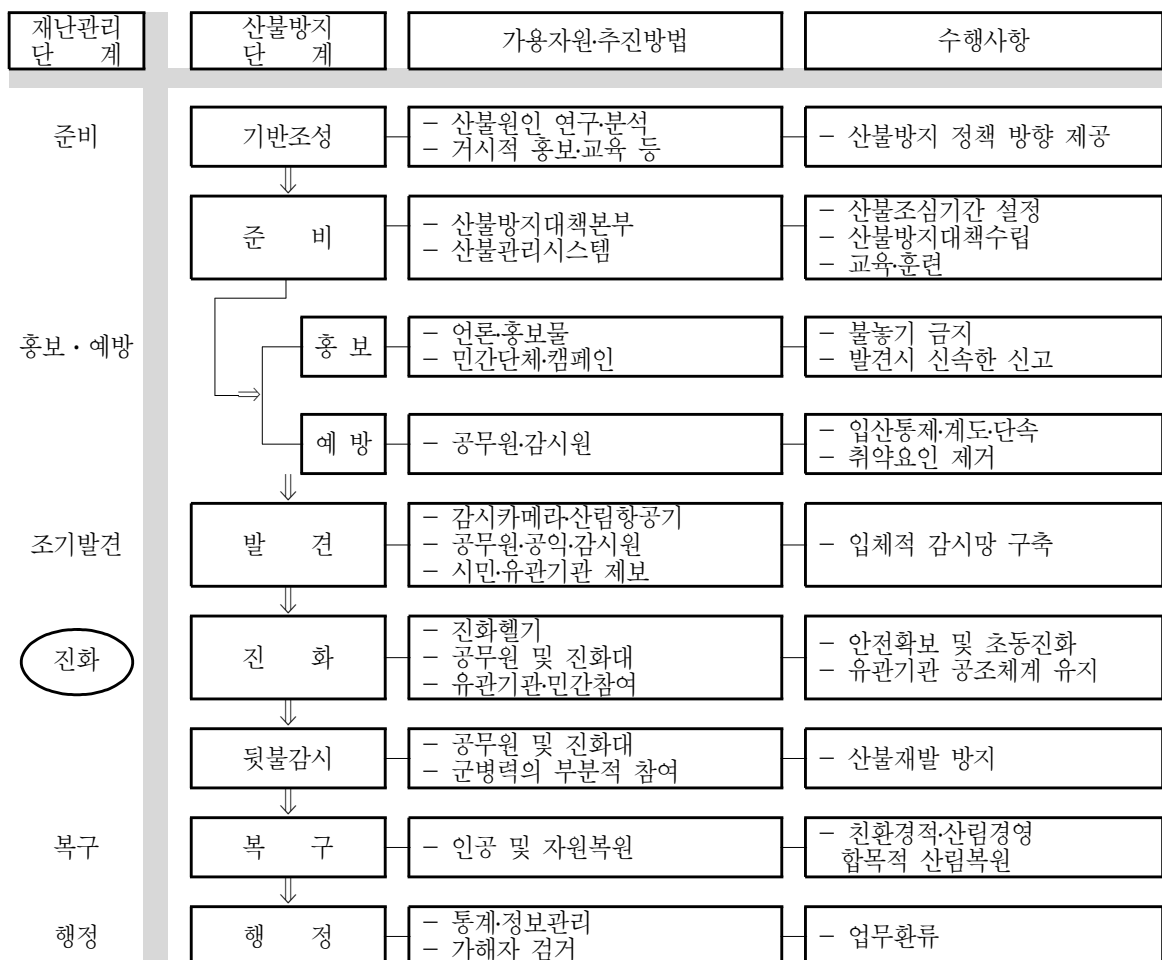 재난관리
단 계
산불방지
단 계
가용자원·추진방법
수행사항
준비
기반조성
- 산불원인 연구·분석
- 거시적 홍보·교육 등
- 산불방지 정책 방향 제공
준 비
- 산불방지대책본부
- 산불관리시스템
- 산불조심기간 설정
- 산불방지대책수립
- 교육·훈련
홍보·예방
홍 보
- 언론·홍보물
- 민간단체·캠페인
- 불놓기 금지
- 발견시 신속한 신고
예 방
- 공무원·감시원
- 입산통제·계도·단속
- 취약요인 제거
조기발견
발 견
- 감시카메라·산림항공기
- 공무원·공익·감시원
- 시민·유관기관 제보
- 입체적 감시망 구축
진화
진 화
- 진화헬기
- 공무원 및 진화대
- 유관기관·민간참여
- 안전확보 및 초동진화
- 유관기관 공조체계 유지
뒷불감시
- 공무원 및 진화대
- 군병력의 부분적 참여
- 산불재발 방지
복구
복 구
- 인공 및 자원복원
- 친환경적·산림경영
합목적 산림복원
행정
행 정
- 통계·정보관리
- 가해자 검거
- 업무환류